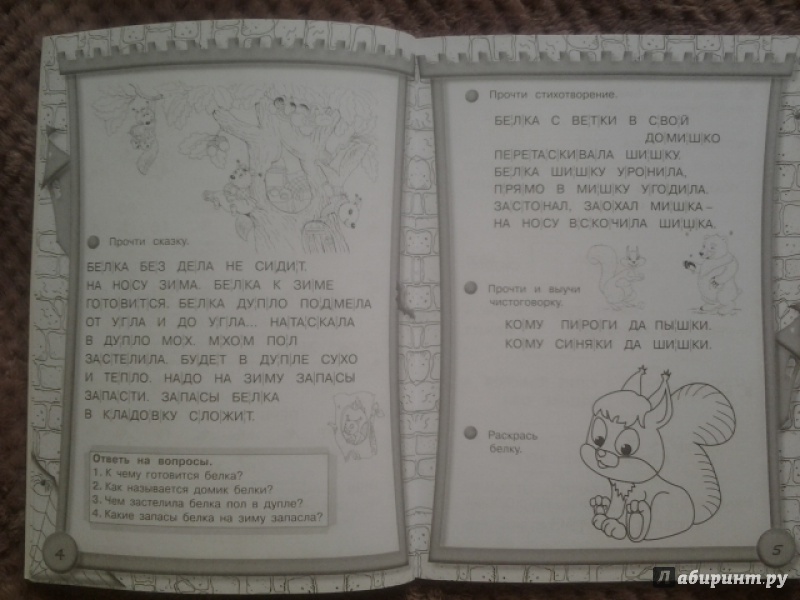 Прочти сказку.
БЕЛКА БЕЗ ДЕЛА НЕ СИДИТ.
НА НОСУ ЗИМА. БЕЛКА К ЗИМЕ
ГОТОВИТСЯ. БЕЛКА ДУПЛО ПОДМЕЛА
ОТ УГЛА И ДО УГЛА... НАТАСКАЛА
В ДУПЛО МОХ. МХОМ ПОЛ
ЗАСТЕЛИЛА. БУДЕТ В ДУПЛЕ СУХО
И ТЕПЛО. НАДО НА ЗИМУ ЗАПАСЫ
ЗАПАСТИ. ЗАПАСЫ БЕЛКА
В КЛАДОВКУ СЛОЖИТ.
Ответь на вопросы.
1. К чему готовится белка?
2. Как называется домик белки?
3. Чем застелила белка пол в дупле?
4. Какие запасы белка на зиму запасла?
4
Прочти стихотворение.
БЕЛКА С ВЕТКИ В СВОЙ
ДОМИШКО
ПЕРЕТАСКИВАЛА ШИШКУ.
БЕЛКА ШИШКУ УРОНИЛА,
ПРЯМО В МИШКУ УГОДИЛА.
ЗАСТОНАЛ, ЗАОХАЛ МИШКА –
НА НОСУ ВСКОЧИЛА ШИШКА.
Прочти и выучи
чистоговорку.
КОМУ ПИРОГИ ДА ПЫШКИ.
КОМУ СИНЯКИ ДА ШИШКИ.
Раскрась
белку.
5
Лабиринт.ру